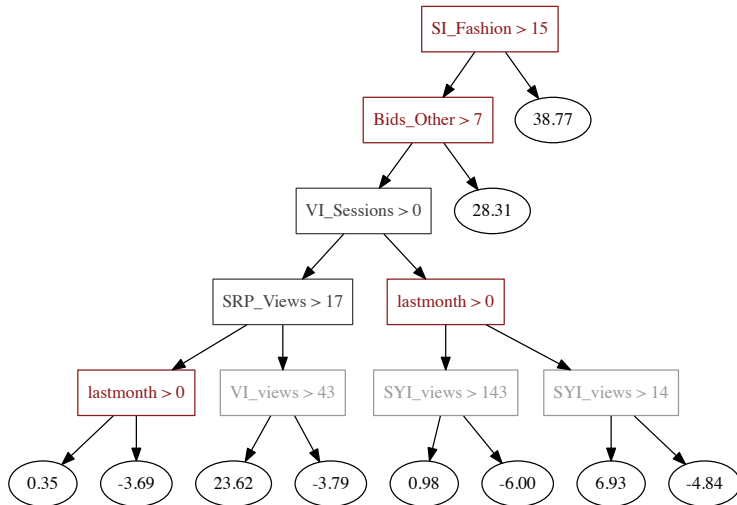 SI_Fashion > 15
Bids_Other > 7
38.77
VI_Sessions > 0
28.31
SRP_Views > 17
lastmonth > 0
lastmonth > 0
VI_views > 43
SYI_views > 143
SYI_views > 14
0.35
-3.69
23.62
-3.79
0.98
-6.00
6.93
-4.84